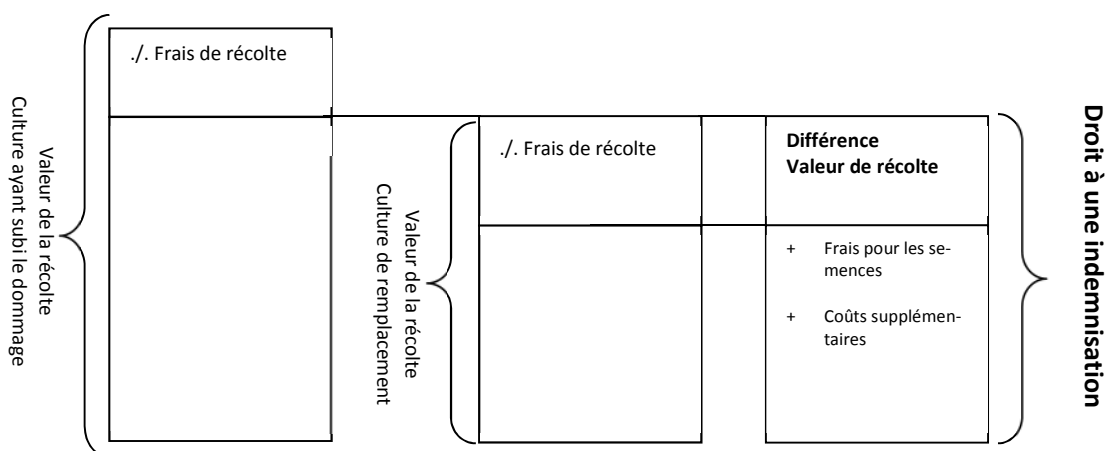 Valeur de la récolte
Culture ayant subi le dommage
./. Frais de récolte
Valeur de la récolte
Culture de remplacement
./. Frais de récolte
Différence
Valeur de récolte
+ Frais pour les se-
mences
+ Coûts supplémen-
taires
Droit à une indemnisation